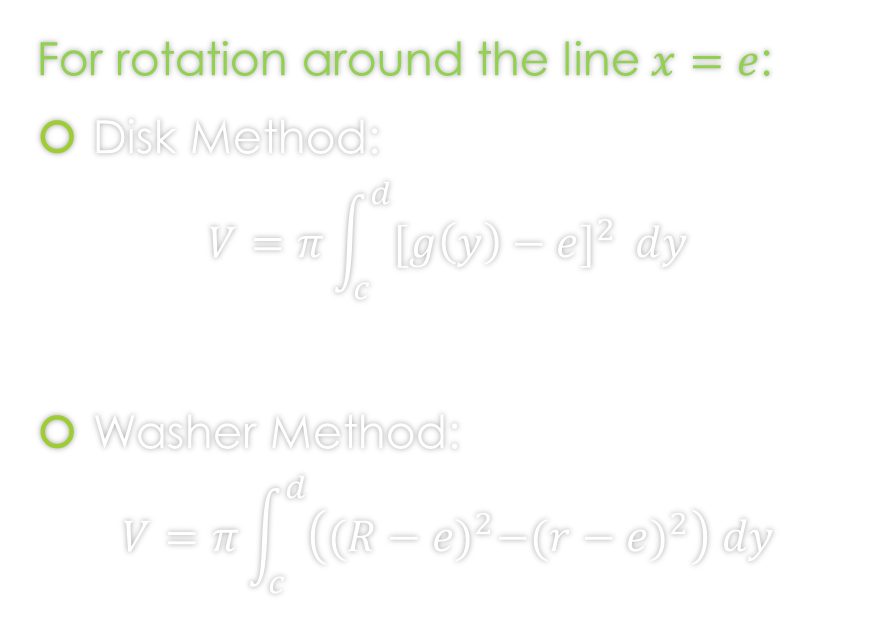 For rotation around the line x = e:
Disk Method:
V = π ∫_c^d [g(y) − e]² dy
Washer Method:
V = π ∫_c^d ((R − e)²−(r − e)²) dy